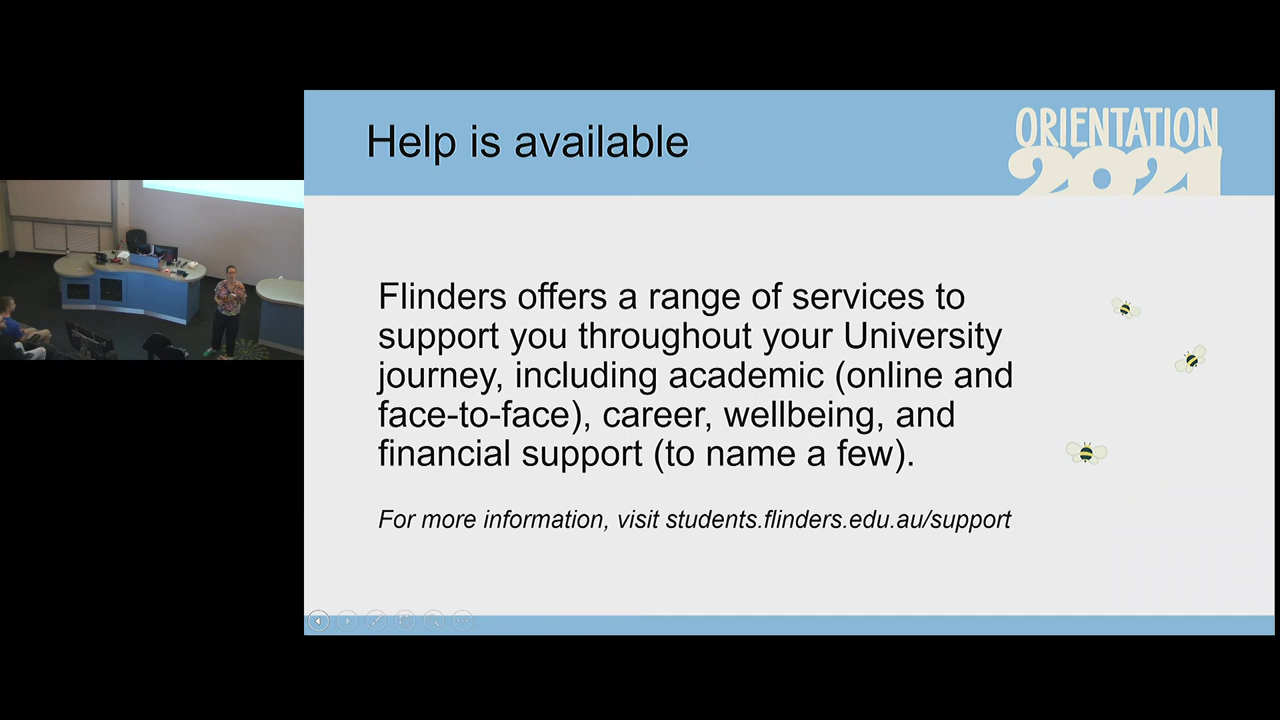 Help is available
ORIENTATION
2021
Flinders offers a range of services to
support you throughout your University
journey, including academic (online and
face-to-face), career, wellbeing, and
financial support (to name a few).
For more information, visit students.flinders.edu.au/support